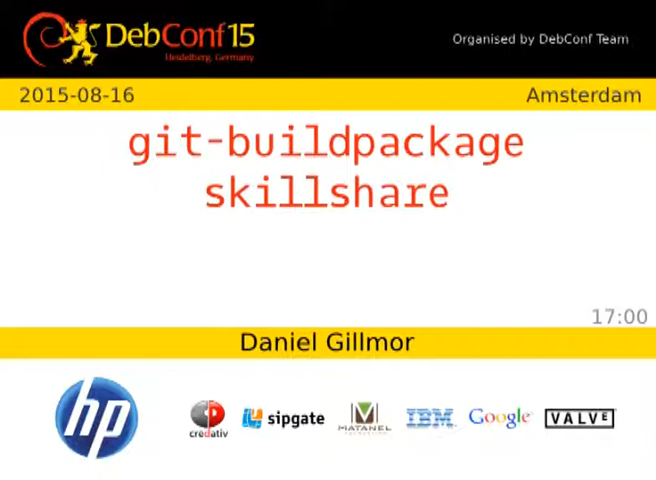 DebConf15
Heidelberg, Germany
Organised by DebConf Team
2015-08-16
Amsterdam
git-buildpackage
skillshare
17:00
Daniel Gillmor
hp
credativ
sipgate
MATANEL
IBM
Google
VALVE